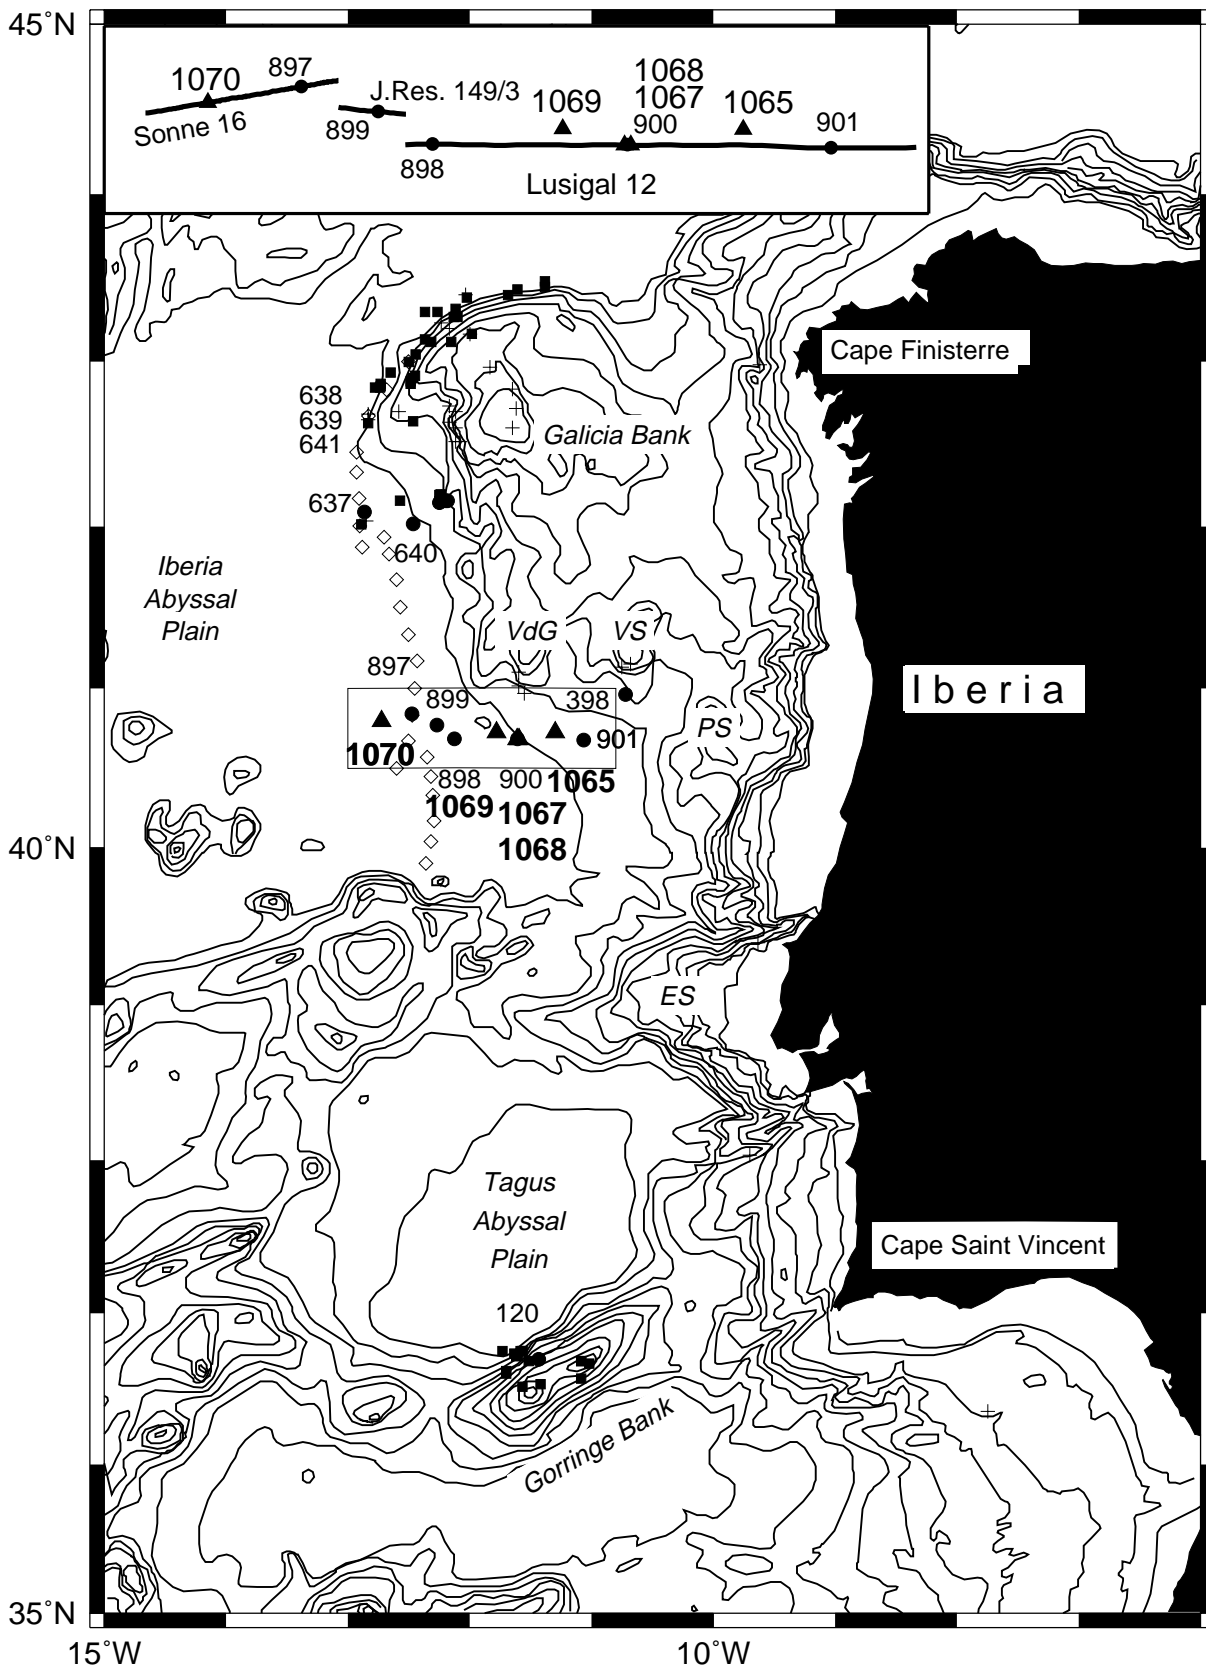 45°N
1070
897
J.Res. 149/3
1068
1067
1069
900
1065
901
Sonne 16
899
898
Lusigal 12
Cape Finisterre
638
639
641
Galicia Bank
637
640
Iberia
Abyssal
Plain
VdG
VS
897
Iberia
899
398
PS
901
1070
898
900
1065
1069
1067
1068
40°N
ES
Tagus
Abyssal
Plain
Cape Saint Vincent
120
Gorringe Bank
35°N
15°W
10°W